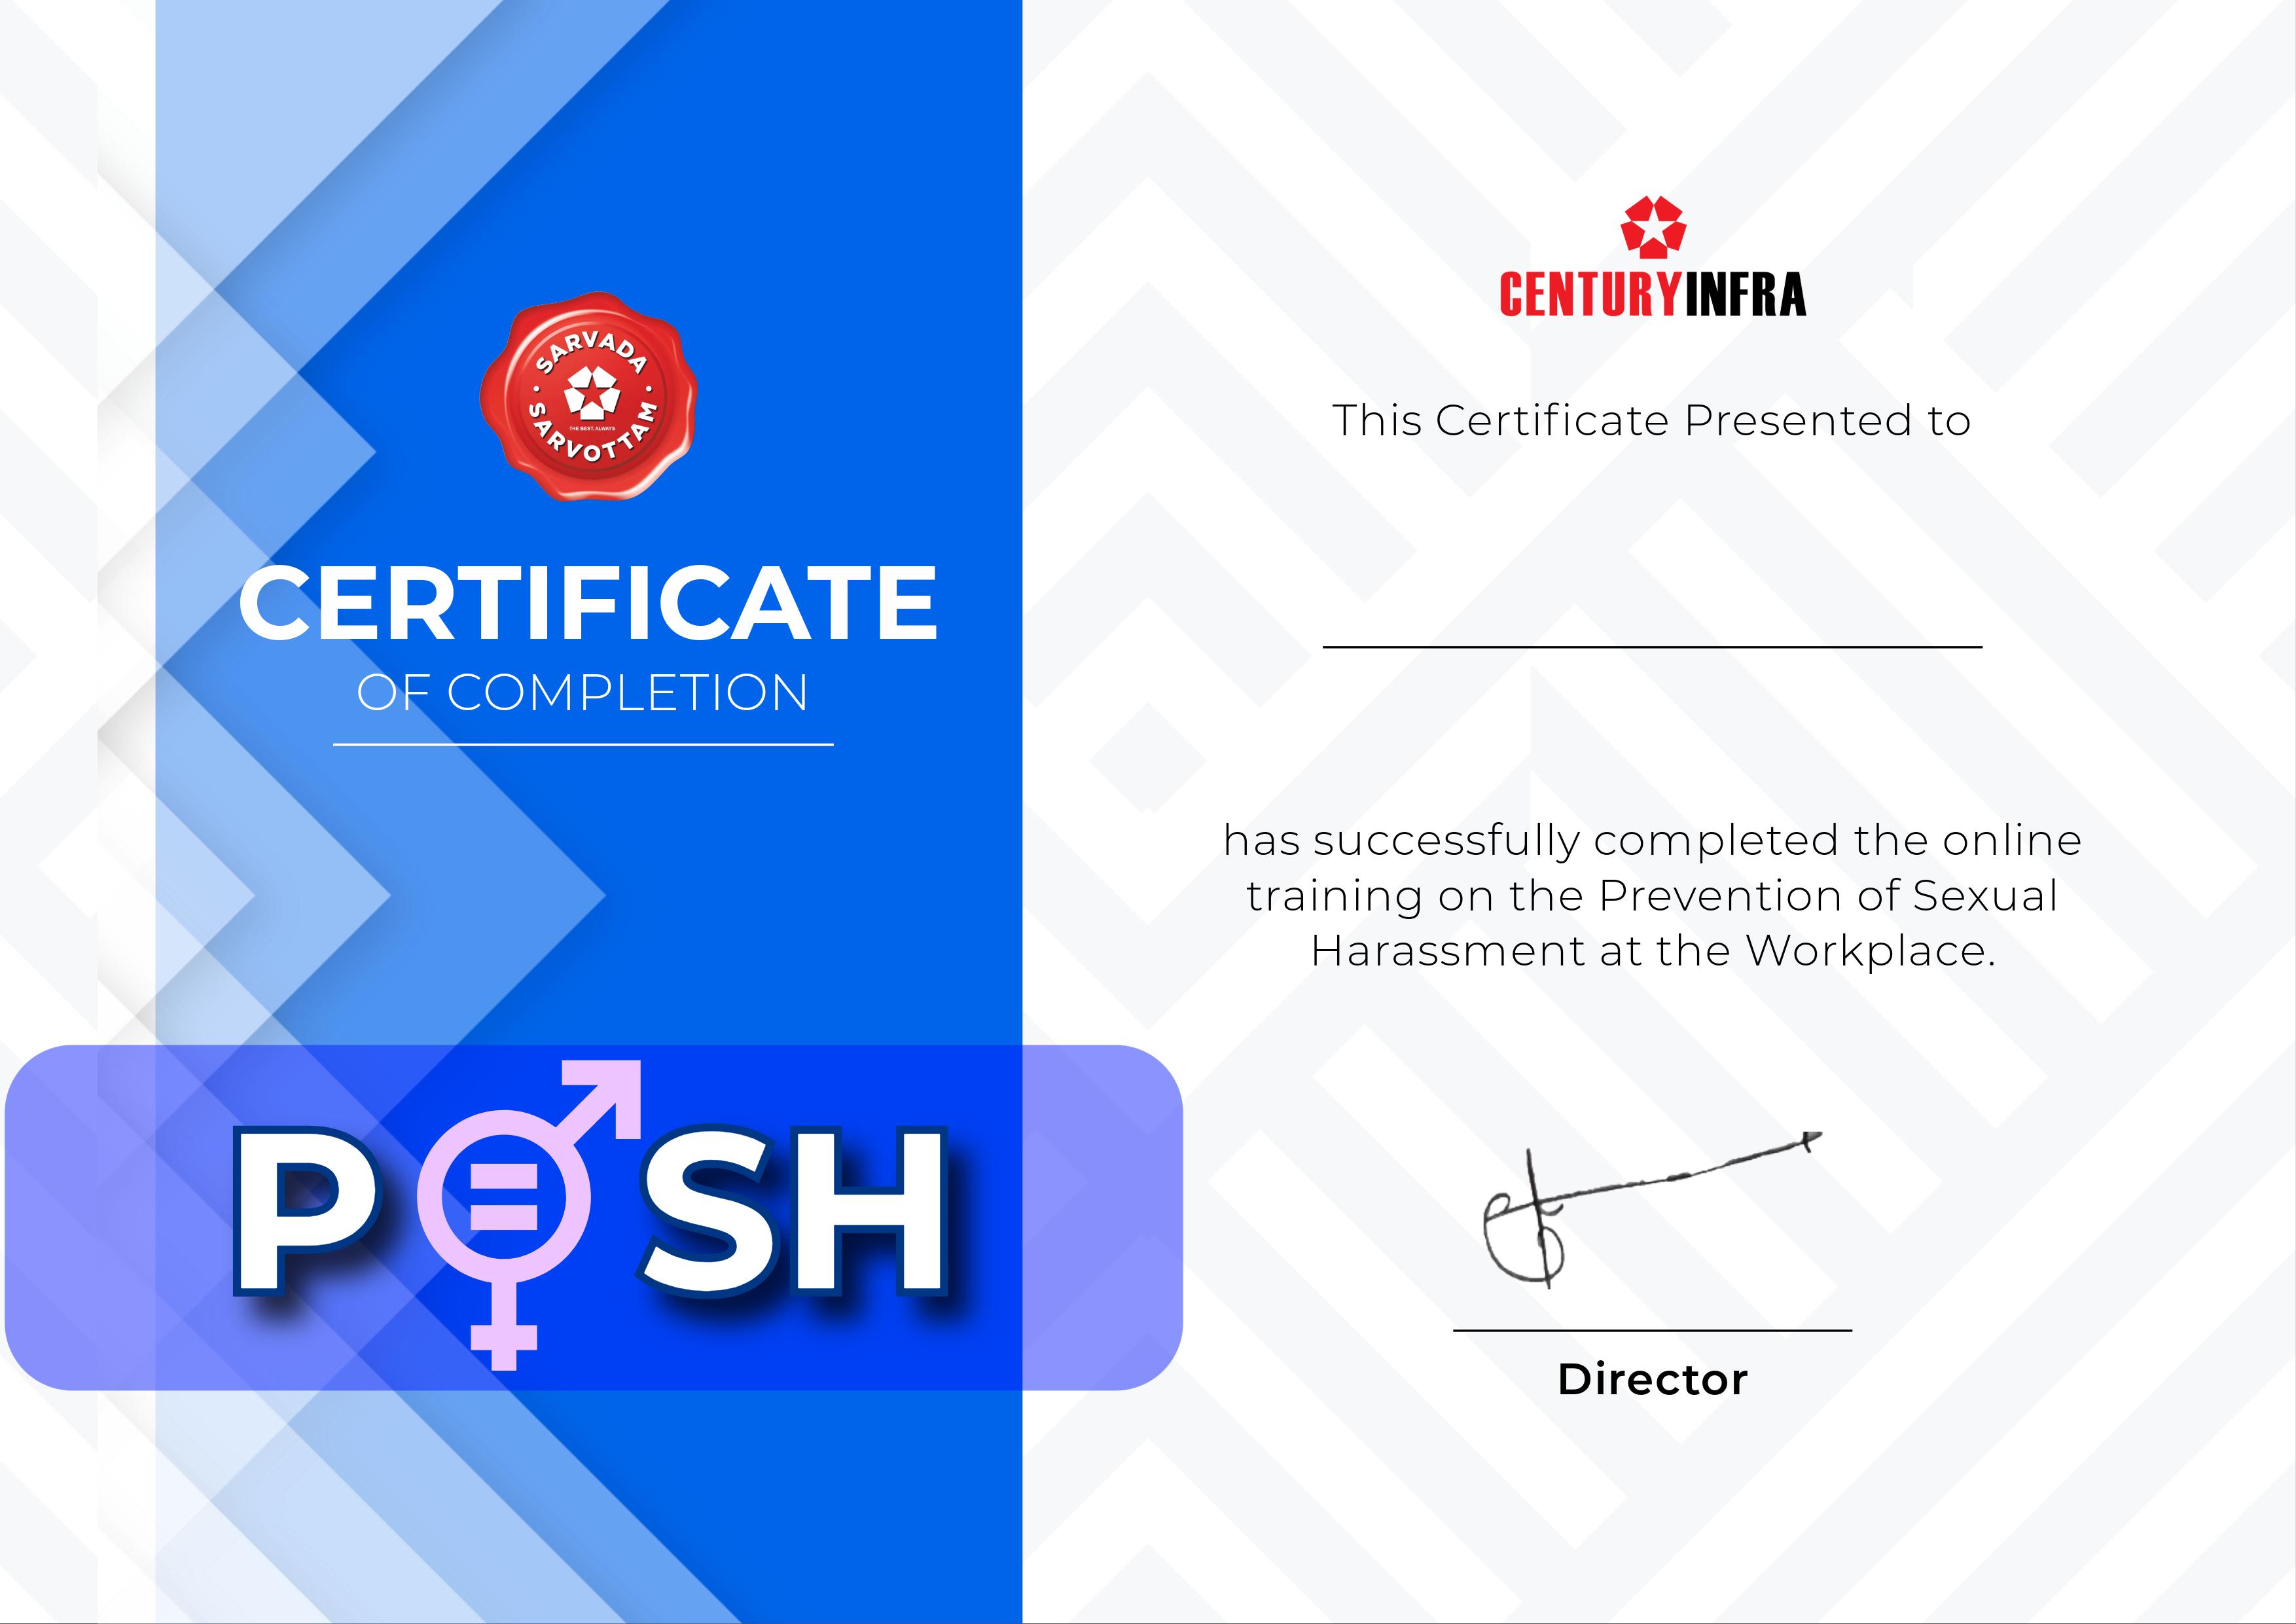 SARVADA
SARVOTTAM
THE BEST. ALWAYS
CERTIFICATE
OF COMPLETION
P SH
CENTURYINFRA
This Certificate Presented to
has successfully completed the online
training on the Prevention of Sexual
Harassment at the Workplace.
Director